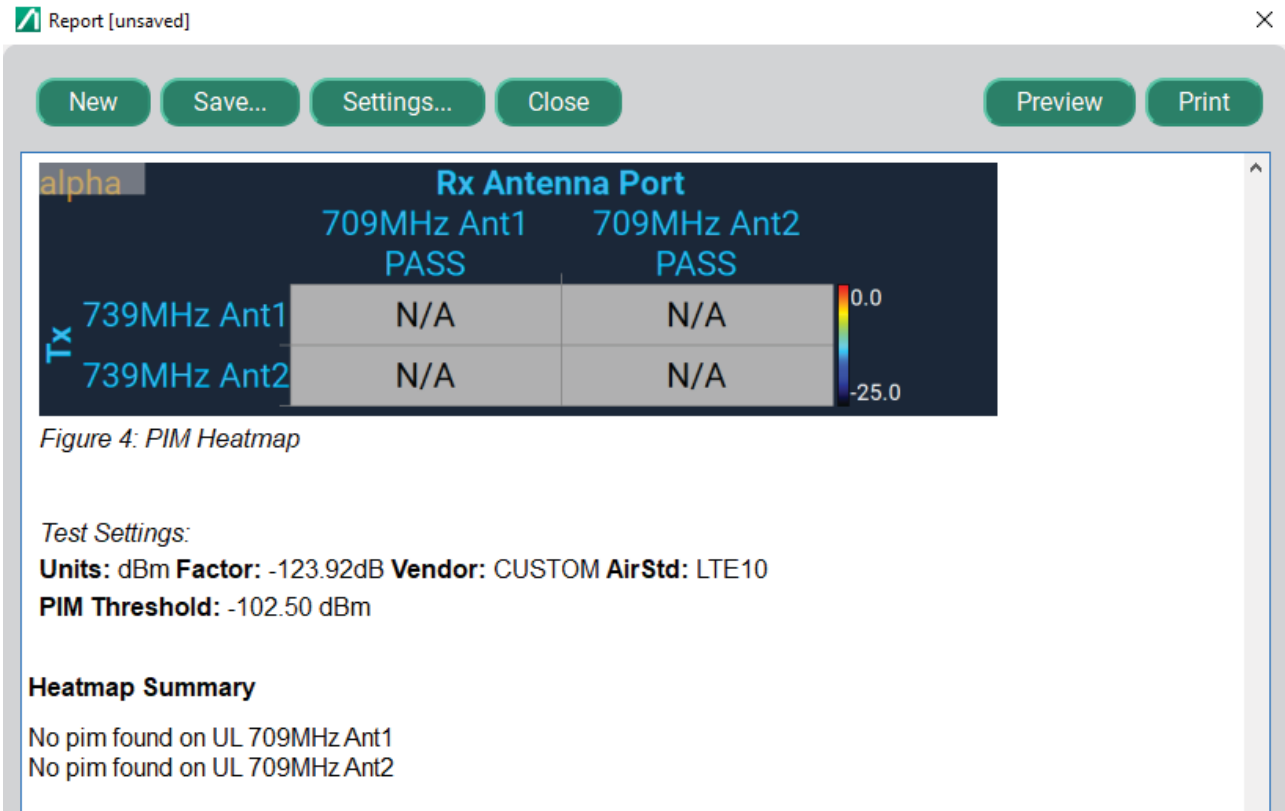 Report [unsaved]
New Save... Settings... Close Preview Print
alpha Rx Antenna Port
709MHz Ant1 709MHz Ant2
PASS PASS
Tx
739MHz Ant1 N/A N/A 0.0
739MHz Ant2 N/A N/A -25.0
Figure 4: PIM Heatmap
Test Settings:
Units: dBm Factor: -123.92dB Vendor: CUSTOM AirStd: LTE10
PIM Threshold: -102.50 dBm
Heatmap Summary
No pim found on UL 709MHz Ant1
No pim found on UL 709MHz Ant2